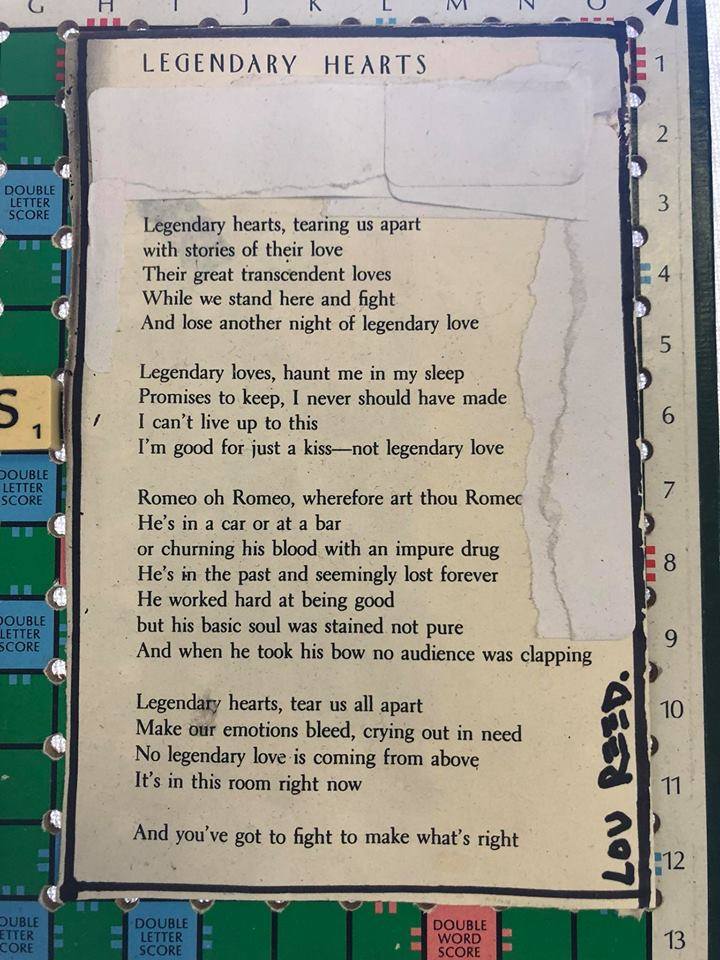 G H I J K L M N O
LEGENDARY HEARTS
1
2
3
4
5
6
7
8
9
10
11
12
13
DOUBLE
LETTER
SCORE
Legendary hearts, tearing us apart
with stories of their love
Their great transcendent loves
While we stand here and fight
And lose another night of legendary love
Legendary loves, haunt me in my sleep
Promises to keep, I never should have made
I can't live up to this
I'm good for just a kiss—not legendary love
S1
DOUBLE
LETTER
SCORE
Romeo oh Romeo, wherefore art thou Romeo
He's in a car or at a bar
or churning his blood with an impure drug
He's in the past and seemingly lost forever
He worked hard at being good
but his basic soul was stained not pure
And when he took his bow no audience was clapping
DOUBLE
LETTER
SCORE
Legendary hearts, tear us all apart
Make our emotions bleed, crying out in need
No legendary love is coming from above
It's in this room right now
And you've got to fight to make what's right
LOU REED.
DOUBLE
LETTER
SCORE
DOUBLE
LETTER
SCORE
DOUBLE
WORD
SCORE